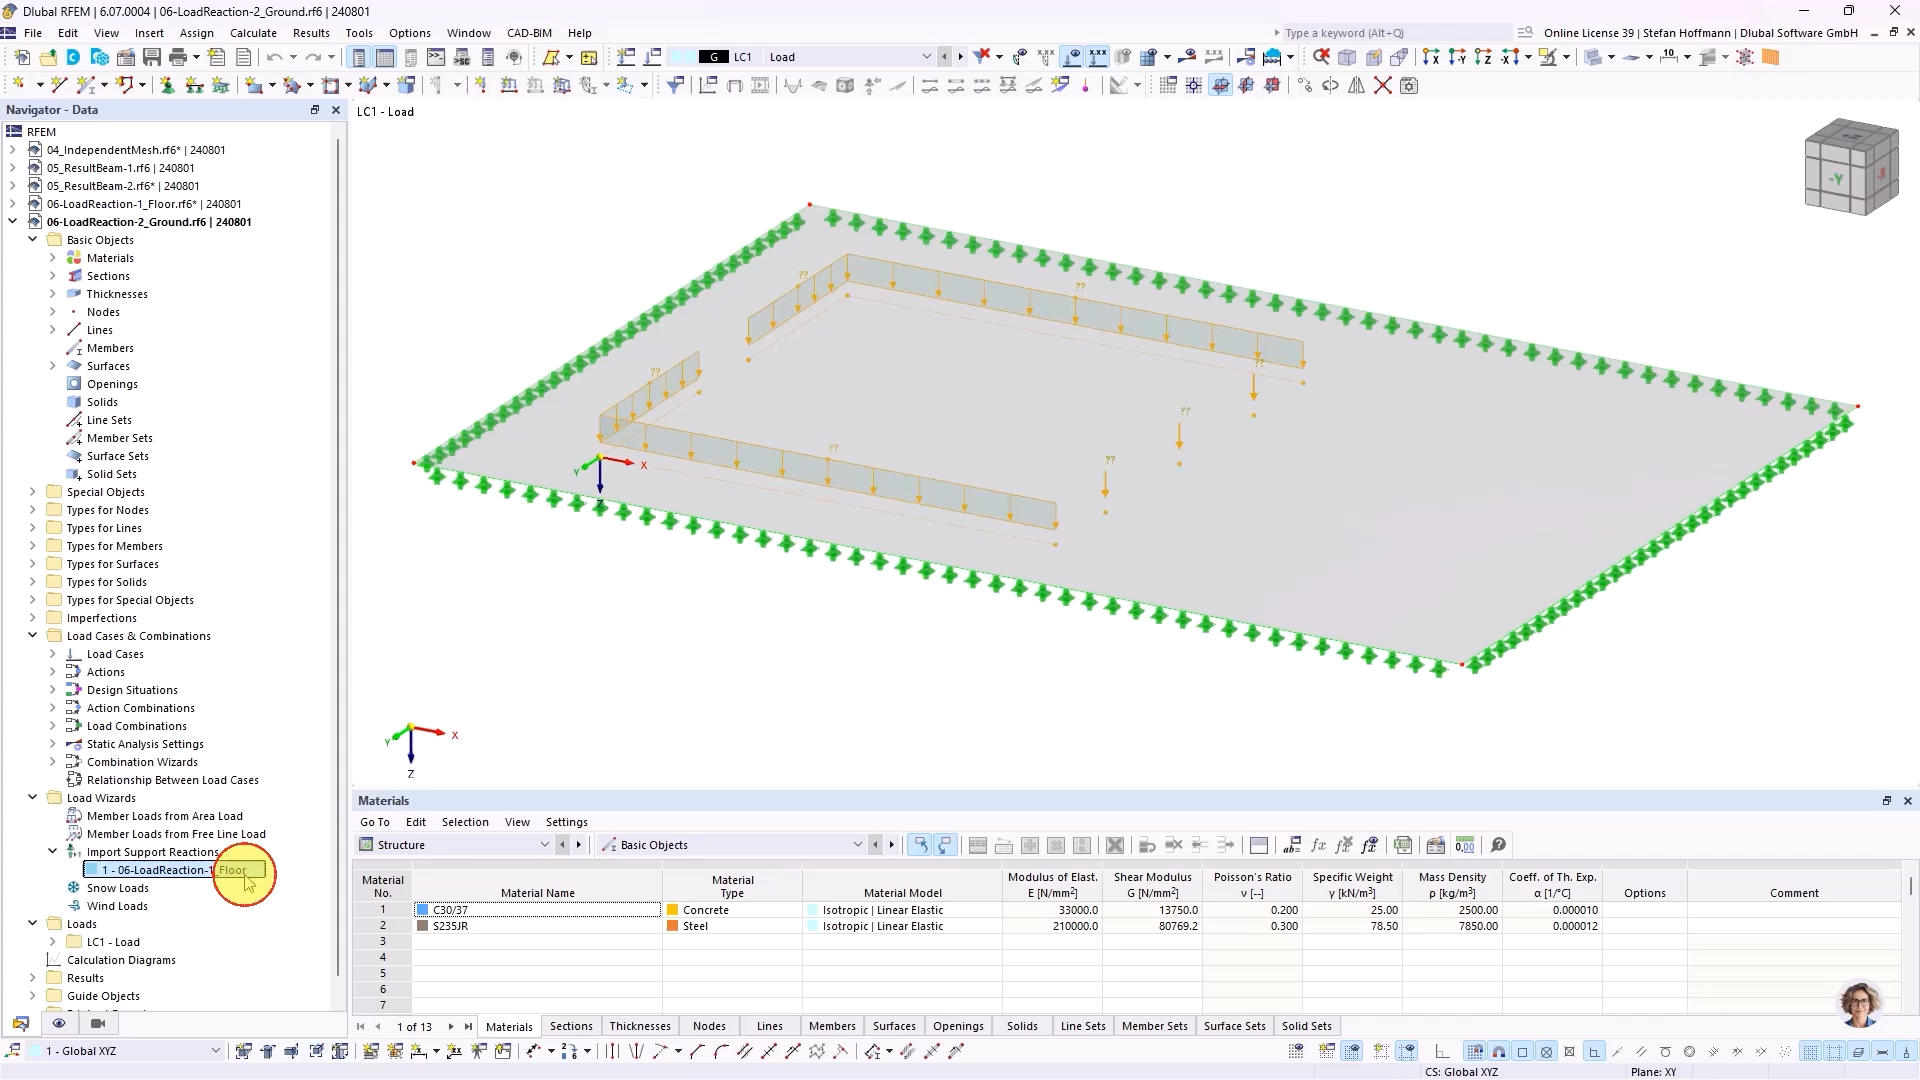 Dlubal RFEM | 6.07.0004 | 06-LoadReaction-2_Ground.rf6 | 240801
File Edit View Insert Assign Calculate Results Tools Options Window CAD-BIM Help
Type a keyword (Alt+Q)
Online License 39 | Stefan Hoffmann | Dlubal Software GmbH
G LC1 Load
Navigator - Data
RFEM
04_IndependentMesh.rf6* | 240801
05_ResultBeam-1.rf6 | 240801
05_ResultBeam-2.rf6* | 240801
06-LoadReaction-1_Floor.rf6* | 240801
06-LoadReaction-2_Ground.rf6 | 240801
Basic Objects
Materials
Sections
Thicknesses
Nodes
Lines
Members
Surfaces
Openings
Solids
Line Sets
Member Sets
Surface Sets
Solid Sets
Special Objects
Types for Nodes
Types for Lines
Types for Members
Types for Surfaces
Types for Solids
Types for Special Objects
Imperfections
Load Cases & Combinations
Load Cases
Actions
Design Situations
Action Combinations
Load Combinations
Static Analysis Settings
Combination Wizards
Relationship Between Load Cases
Load Wizards
Member Loads from Area Load
Member Loads from Free Line Load
Import Support Reactions
1 - 06-LoadReaction-1_Floor
Snow Loads
Wind Loads
Loads
LC1 - Load
Calculation Diagrams
Results
Guide Objects
LC1 - Load
-Y -X
??
??
??
??
??
??
??
X Y Z
X Y Z
Materials
Go To Edit Selection View Settings
Structure Basic Objects
Material No. Material Name Material Type Material Model Modulus of Elast. E [N/mm2] Shear Modulus G [N/mm2] Poisson's Ratio ν [--] Specific Weight γ [kN/m3] Mass Density ρ [kg/m3] Coeff. of Th. Exp. α [1/°C] Options Comment
1 C30/37 Concrete Isotropic | Linear Elastic 33000.0 13750.0 0.200 25.00 2500.00 0.000010
2 S235JR Steel Isotropic | Linear Elastic 210000.0 80769.2 0.300 78.50 7850.00 0.000012
3
4
5
6
7
1 of 13 Materials Sections Thicknesses Nodes Lines Members Surfaces Openings Solids Line Sets Member Sets Surface Sets Solid Sets
1 - Global XYZ
CS: Global XYZ Plane: XY